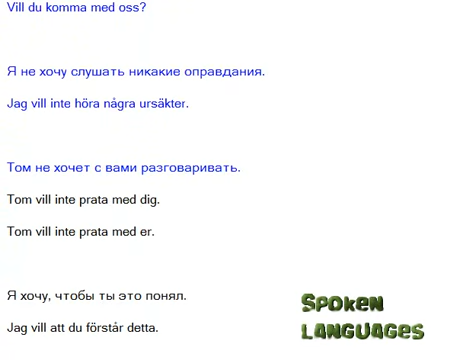 Vill du komma med oss?
Я не хочу слушать никакие оправдания.
Jag vill inte höra några ursäkter.
Том не хочет с вами разговаривать.
Tom vill inte prata med dig.
Tom vill inte prata med er.
Я хочу, чтобы ты это понял.
Jag vill att du förstår detta.
Spoken
Languages